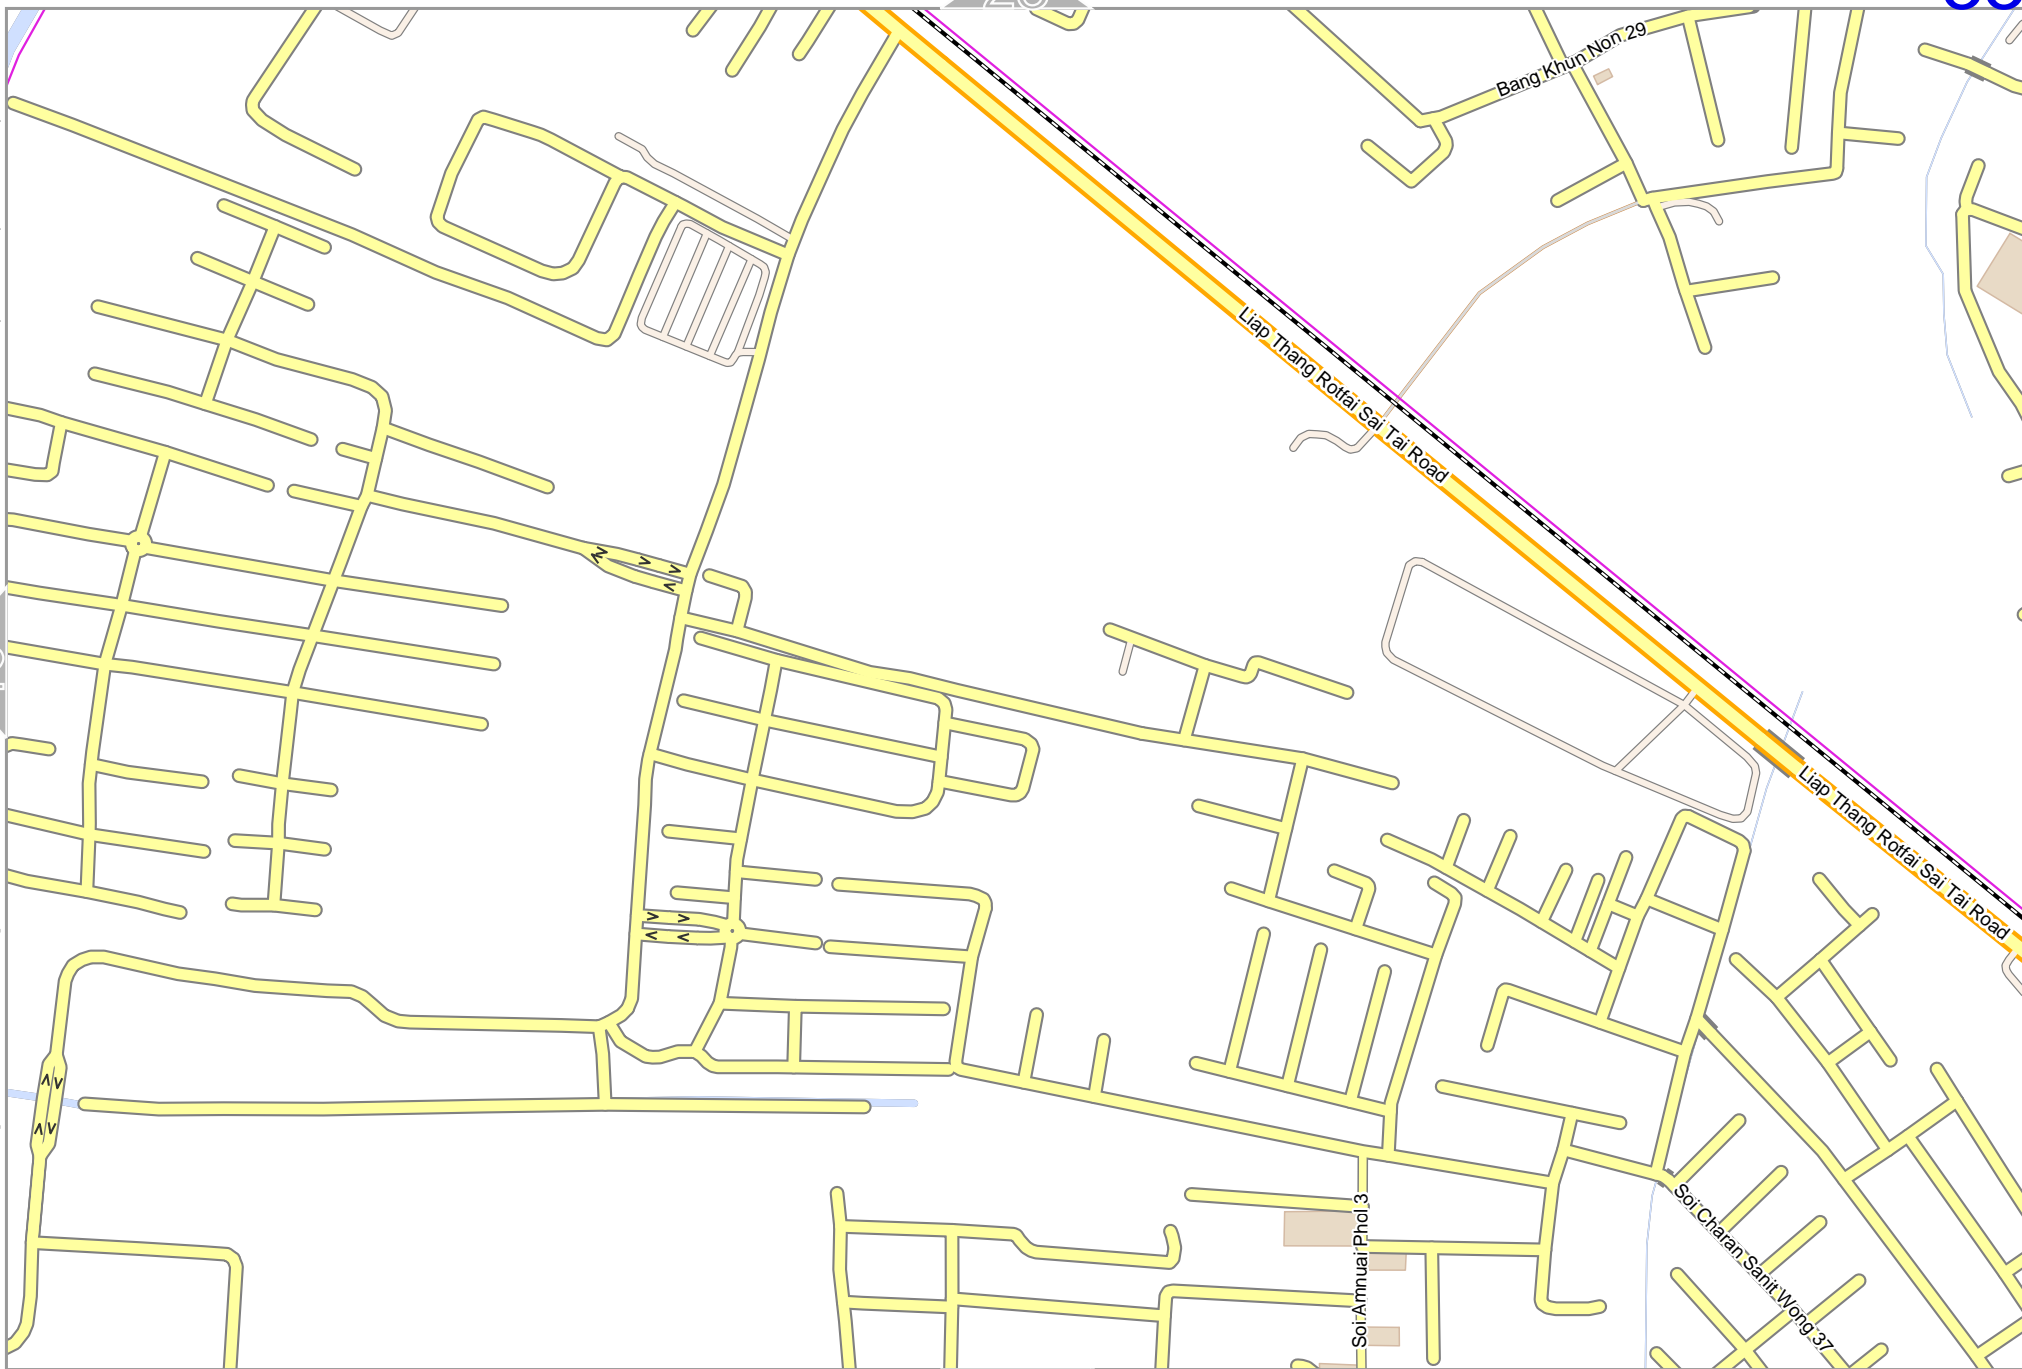 Bang Khun Non 29
Liap Thang Rotfai Sai Tai Road
Liap Thang Rotfai Sai Tai Road
Soi Amnuai Phol 3
Soi Charan Sanit Wong 37